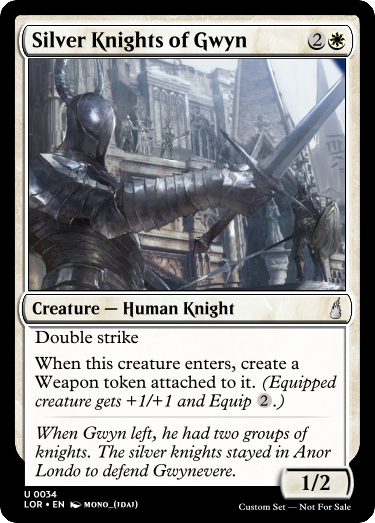 Silver Knights of Gwyn 2
Creature — Human Knight
Double strike
When this creature enters, create a
Weapon token attached to it. (Equipped
creature gets +1/+1 and Equip 2.)
When Gwyn left, he had two groups of
knights. The silver knights stayed in Anor
Londo to defend Gwynevere.
1/2
U 0034
LOR • EN MONO_(1DA1)
Custom Set — Not For Sale